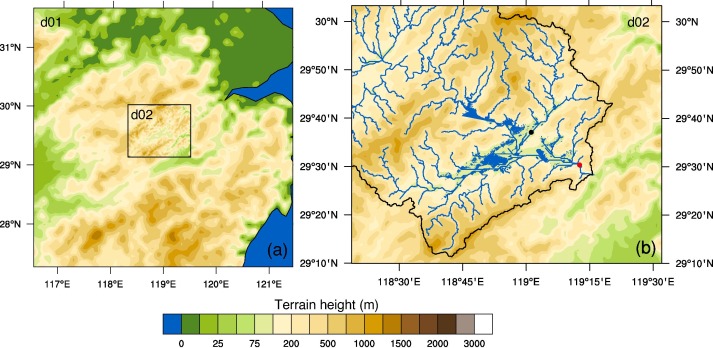 d01
31°N
30°N
29°N
28°N
d02
(a)
117°E
118°E
119°E
120°E
121°E
30°N
29°50'N
29°40'N
29°30'N
29°20'N
29°10'N
d02
(b)
30°N
29°50'N
29°40'N
29°30'N
29°20'N
29°10'N
118°30'E
118°45'E
119°E
119°15'E
119°30'E
Terrain height (m)
0 25 75 200 300 500 1000 1500 2000 3000